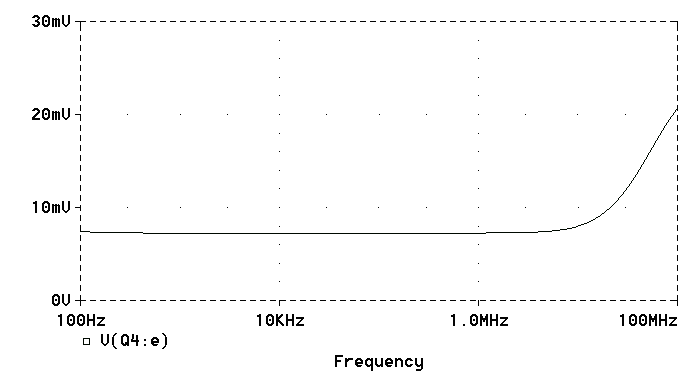 30mV
20mV
10mV
0V
100Hz 10KHz 1.0MHz 100MHz
V(Q4:e)
Frequency